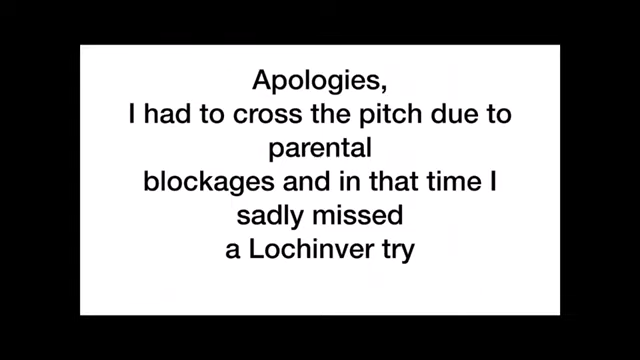 Apologies,
I had to cross the pitch due to
parental
blockages and in that time I
sadly missed
a Lochinver try